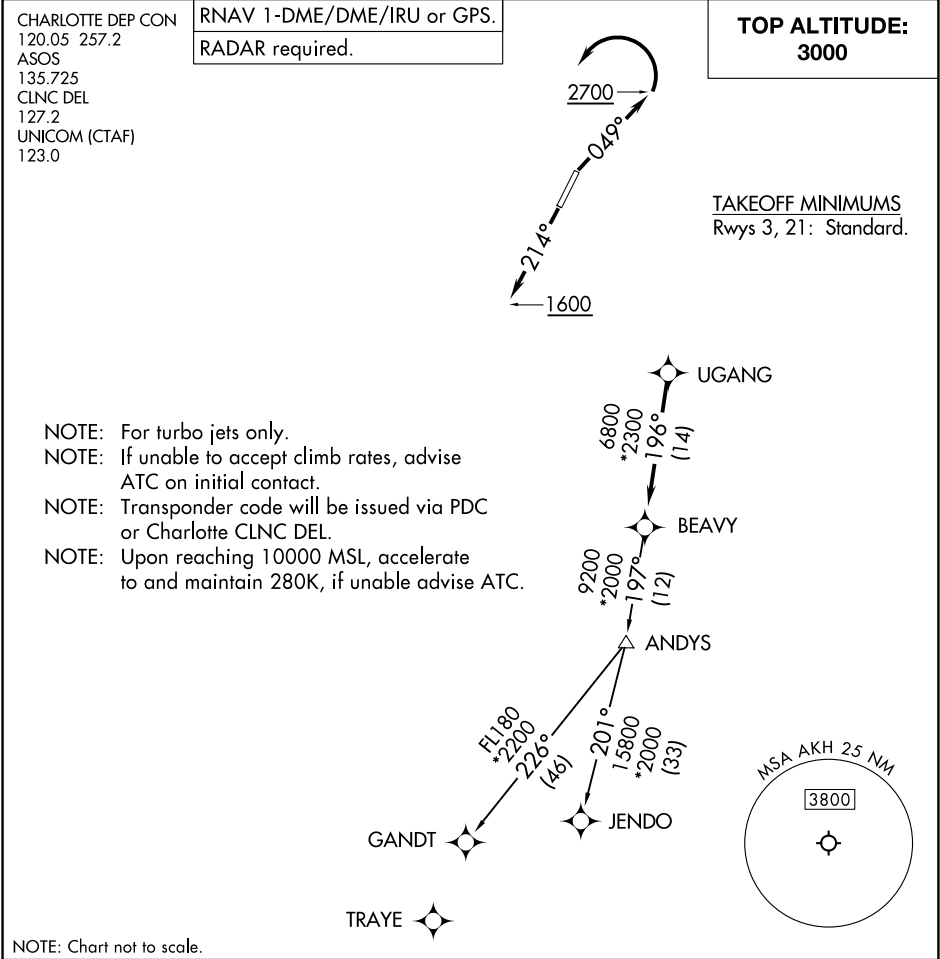 CHARLOTTE DEP CON
120.05 257.2
ASOS
135.725
CLNC DEL
127.2
UNICOM (CTAF)
123.0
RNAV 1-DME/DME/IRU or GPS.
RADAR required.
TOP ALTITUDE:
3000
2700
049°
214°
1600
TAKEOFF MINIMUMS
Rwys 3, 21: Standard.
UGANG
6800
*2300
196°
(14)
NOTE: For turbo jets only.
NOTE: If unable to accept climb rates, advise
ATC on initial contact.
NOTE: Transponder code will be issued via PDC
or Charlotte CLNC DEL.
NOTE: Upon reaching 10000 MSL, accelerate
to and maintain 280K, if unable advise ATC.
BEAVY
9200
*2000
197°
(12)
ANDYS
FL180
*2200
226°
(46)
201°
15800
*2000
(33)
GANDT
JENDO
MSA AKH 25 NM
3800
TRAYE
NOTE: Chart not to scale.